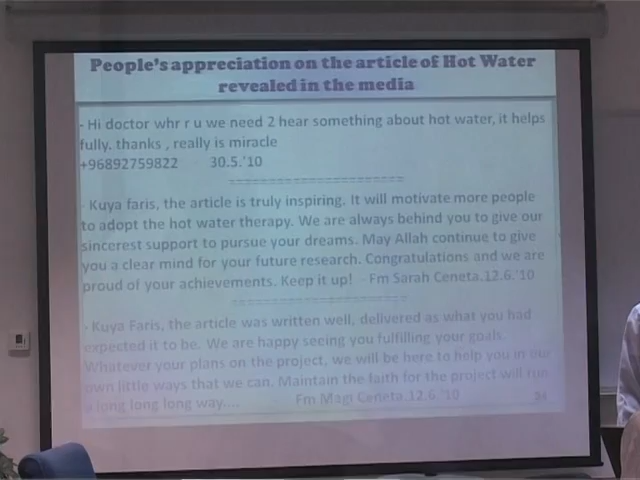 People's appreciation on the article of Hot Water
revealed in the media
- Hi doctor whr r u we need 2 hear something about hot water, it helps
fully. thanks , really is miracle
+96892759822 30.5.'10
--------------------------
- Kuya faris, the article is truly inspiring. It will motivate more people
to adopt the hot water therapy. We are always behind you to give our
sincerest support to pursue your dreams. May Allah continue to give
you a clear mind for your future research. Congratulations and we are
proud of your achievements. Keep it up! - Fm Sarah Ceneta.12.6.'10
--------------------------
- Kuya Faris, the article was written well, delivered as what you had
expected it to be. We are happy seeing you fulfilling your goals.
Whatever your plans on the project, we will be here to help you in our
own little ways that we can. Maintain the faith for the project will run
a long long long way.... Fm Magi Ceneta.12.6.'10